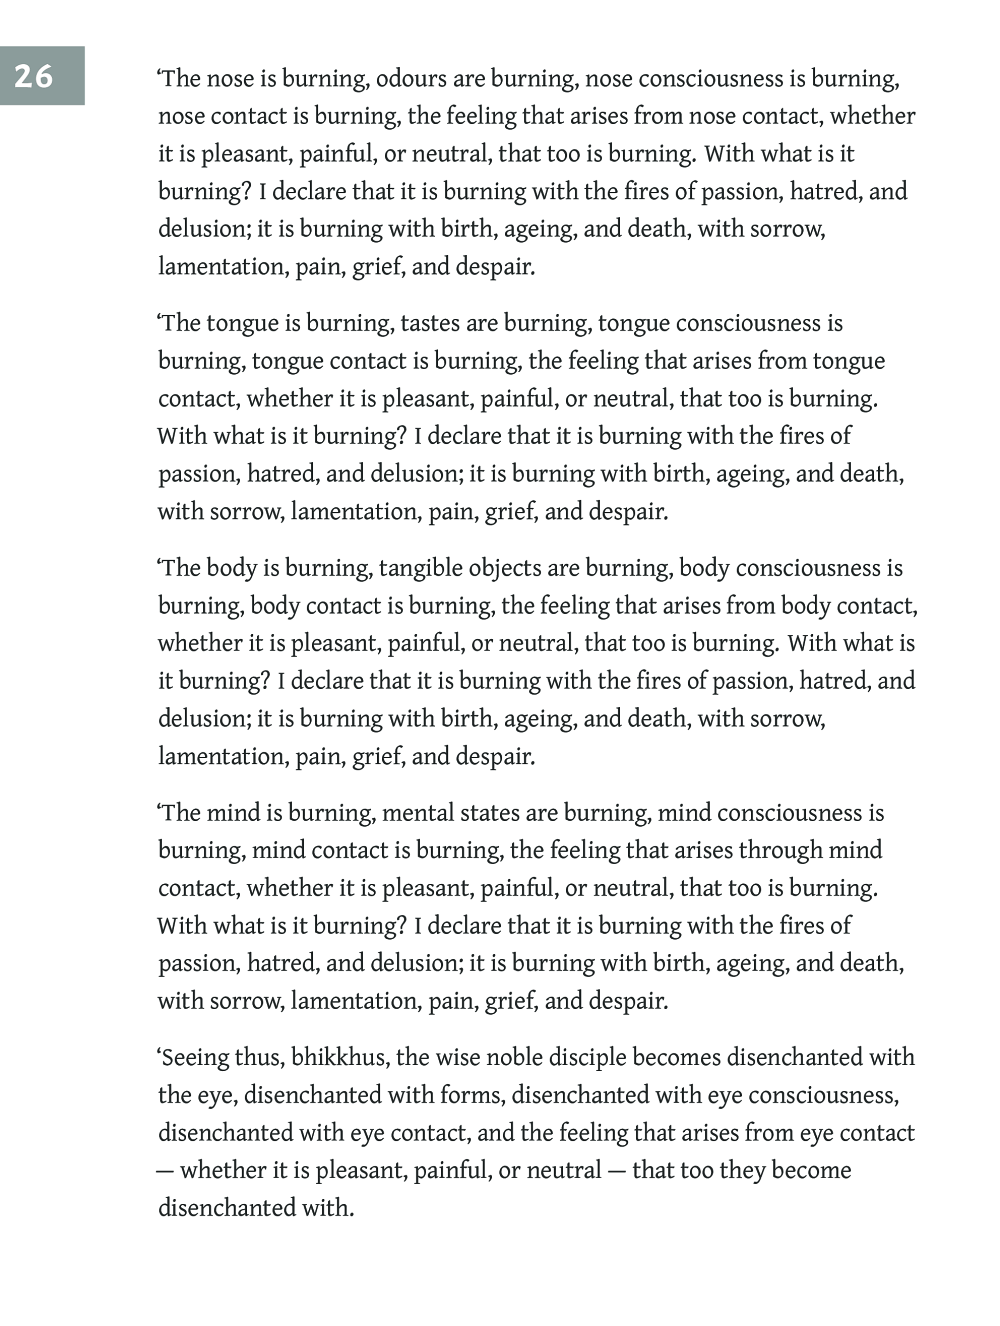 26
‘The nose is burning, odours are burning, nose consciousness is burning,
nose contact is burning, the feeling that arises from nose contact, whether
it is pleasant, painful, or neutral, that too is burning. With what is it
burning? I declare that it is burning with the fires of passion, hatred, and
delusion; it is burning with birth, ageing, and death, with sorrow,
lamentation, pain, grief, and despair.
‘The tongue is burning, tastes are burning, tongue consciousness is
burning, tongue contact is burning, the feeling that arises from tongue
contact, whether it is pleasant, painful, or neutral, that too is burning.
With what is it burning? I declare that it is burning with the fires of
passion, hatred, and delusion; it is burning with birth, ageing, and death,
with sorrow, lamentation, pain, grief, and despair.
‘The body is burning, tangible objects are burning, body consciousness is
burning, body contact is burning, the feeling that arises from body contact,
whether it is pleasant, painful, or neutral, that too is burning. With what is
it burning? I declare that it is burning with the fires of passion, hatred, and
delusion; it is burning with birth, ageing, and death, with sorrow,
lamentation, pain, grief, and despair.
‘The mind is burning, mental states are burning, mind consciousness is
burning, mind contact is burning, the feeling that arises through mind
contact, whether it is pleasant, painful, or neutral, that too is burning.
With what is it burning? I declare that it is burning with the fires of
passion, hatred, and delusion; it is burning with birth, ageing, and death,
with sorrow, lamentation, pain, grief, and despair.
‘Seeing thus, bhikkhus, the wise noble disciple becomes disenchanted with
the eye, disenchanted with forms, disenchanted with eye consciousness,
disenchanted with eye contact, and the feeling that arises from eye contact
— whether it is pleasant, painful, or neutral — that too they become
disenchanted with.